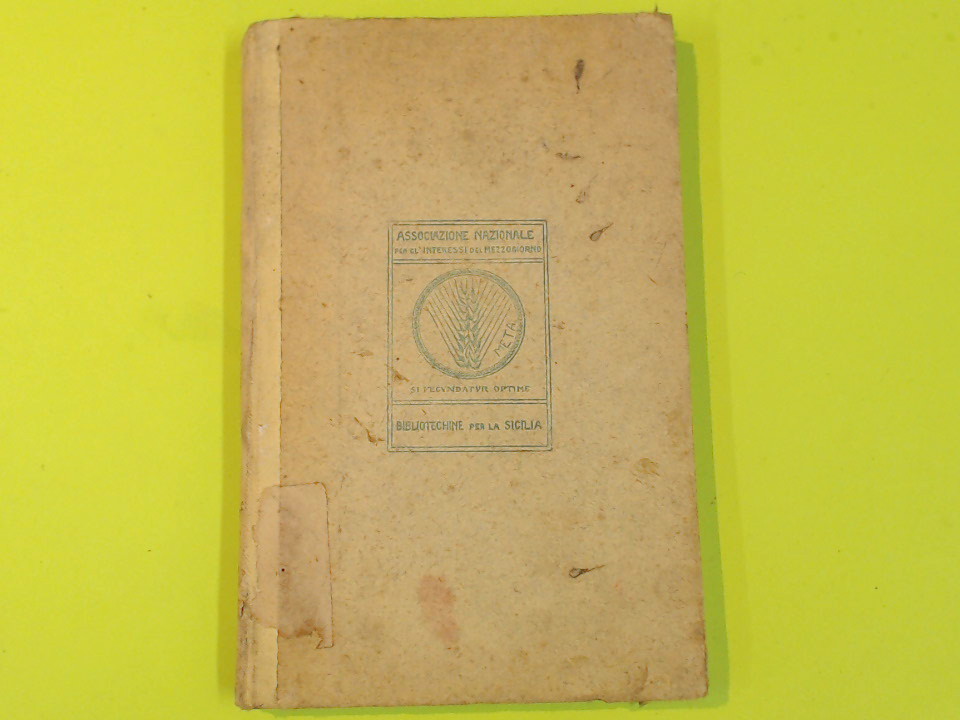 ASSOCIAZIONE NAZIONALE
PER GL'INTERESSI DEL MEZZOGIORNO
META
SI FECVNDATVR OPTIME
BIBLIOTECHINE PER LA SICILIA